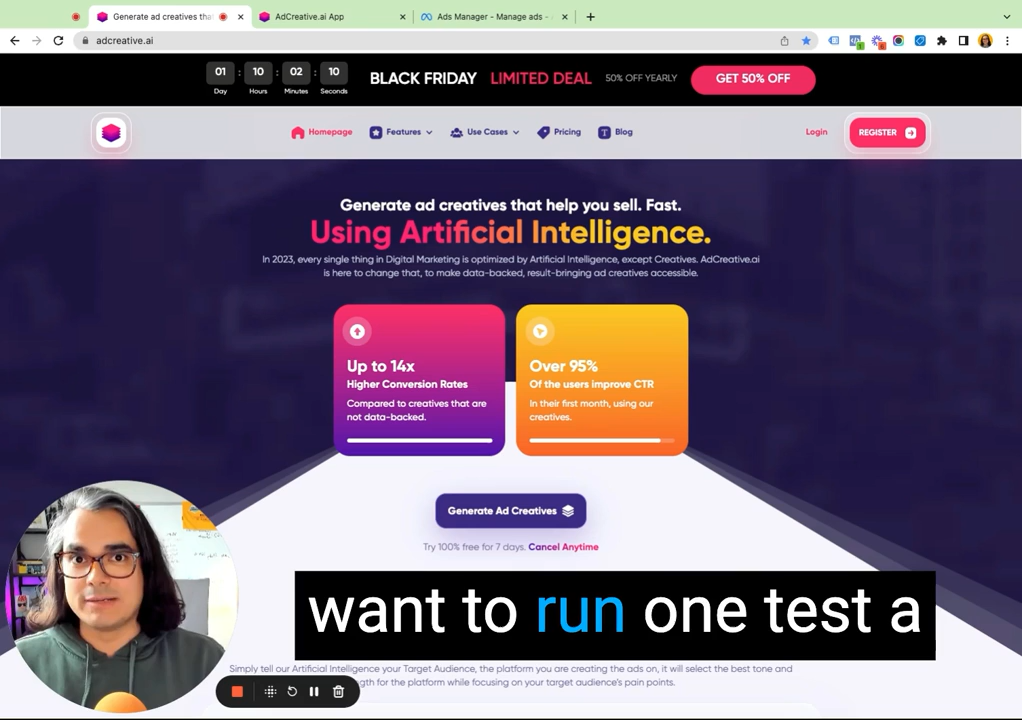 Generate ad creatives that
AdCreative.ai App
Ads Manager - Manage ads -
adcreative.ai
01 : 10 : 02 : 10
Day Hours Minutes Seconds
BLACK FRIDAY LIMITED DEAL 50% OFF YEARLY GET 50% OFF
Homepage Features Use Cases Pricing Blog Login REGISTER
Generate ad creatives that help you sell. Fast.
Using Artificial Intelligence.
In 2023, every single thing in Digital Marketing is optimized by Artificial Intelligence, except Creatives. AdCreative.ai
is here to change that, to make data-backed, result-bringing ad creatives accessible.
Up to 14x
Higher Conversion Rates
Compared to creatives that are
not data-backed.
Over 95%
Of the users improve CTR
In their first month, using our
creatives.
Generate Ad Creatives
Try 100% free for 7 days. Cancel Anytime
want to run one test a
Simply tell our Artificial Intelligence your Target Audience, the platform you are creating the ads on, it will select the best tone and
gth for the platform while focusing on your target audience's pain points.